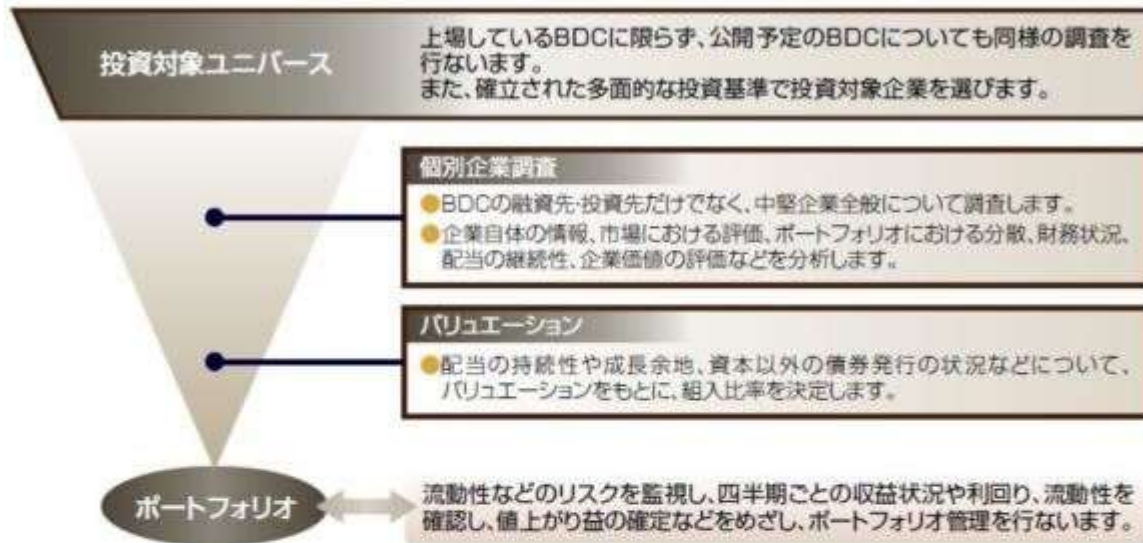 投資対象ユニバース
上場しているBDCに限らず、公開予定のBDCについても同様の調査を
行ないます。
また、確立された多面的な投資基準で投資対象企業を選びます。
個別企業調査
●BDCの融資先・投資先だけでなく、中堅企業全般について調査します。
●企業自体の情報、市場における評価、ポートフォリオにおける分散、財務状況、
配当の継続性、企業価値の評価などを分析します。
バリュエーション
●配当の持続性や成長余地、資本以外の債券発行の状況などについて、
バリュエーションをもとに、組入比率を決定します。
ポートフォリオ
流動性などのリスクを監視し、四半期ごとの収益状況や利回り、流動性を
確認し、値上がり益の確定などをめざし、ポートフォリオ管理を行ないます。